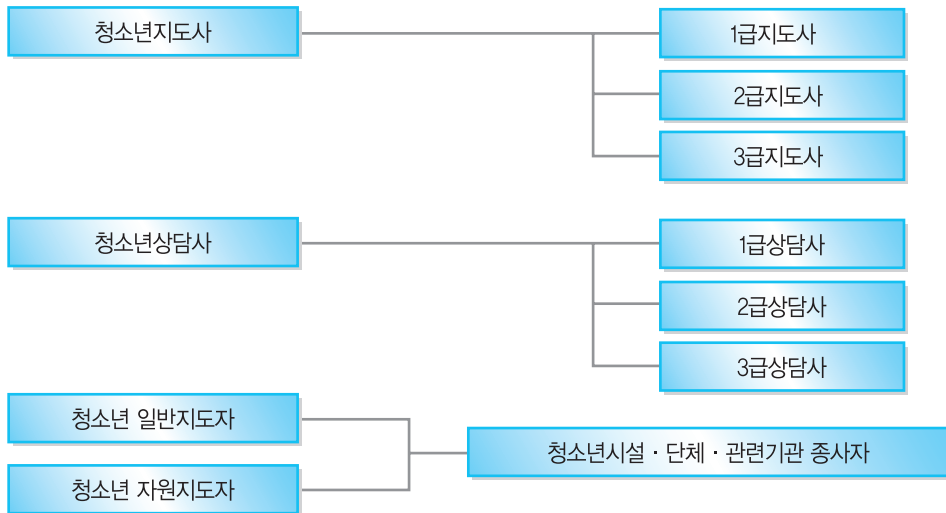 청소년지도사
1급지도사
2급지도사
3급지도사
청소년상담사
1급상담사
2급상담사
3급상담사
청소년 일반지도자
청소년 자원지도자
청소년시설 · 단체 · 관련기관 종사자